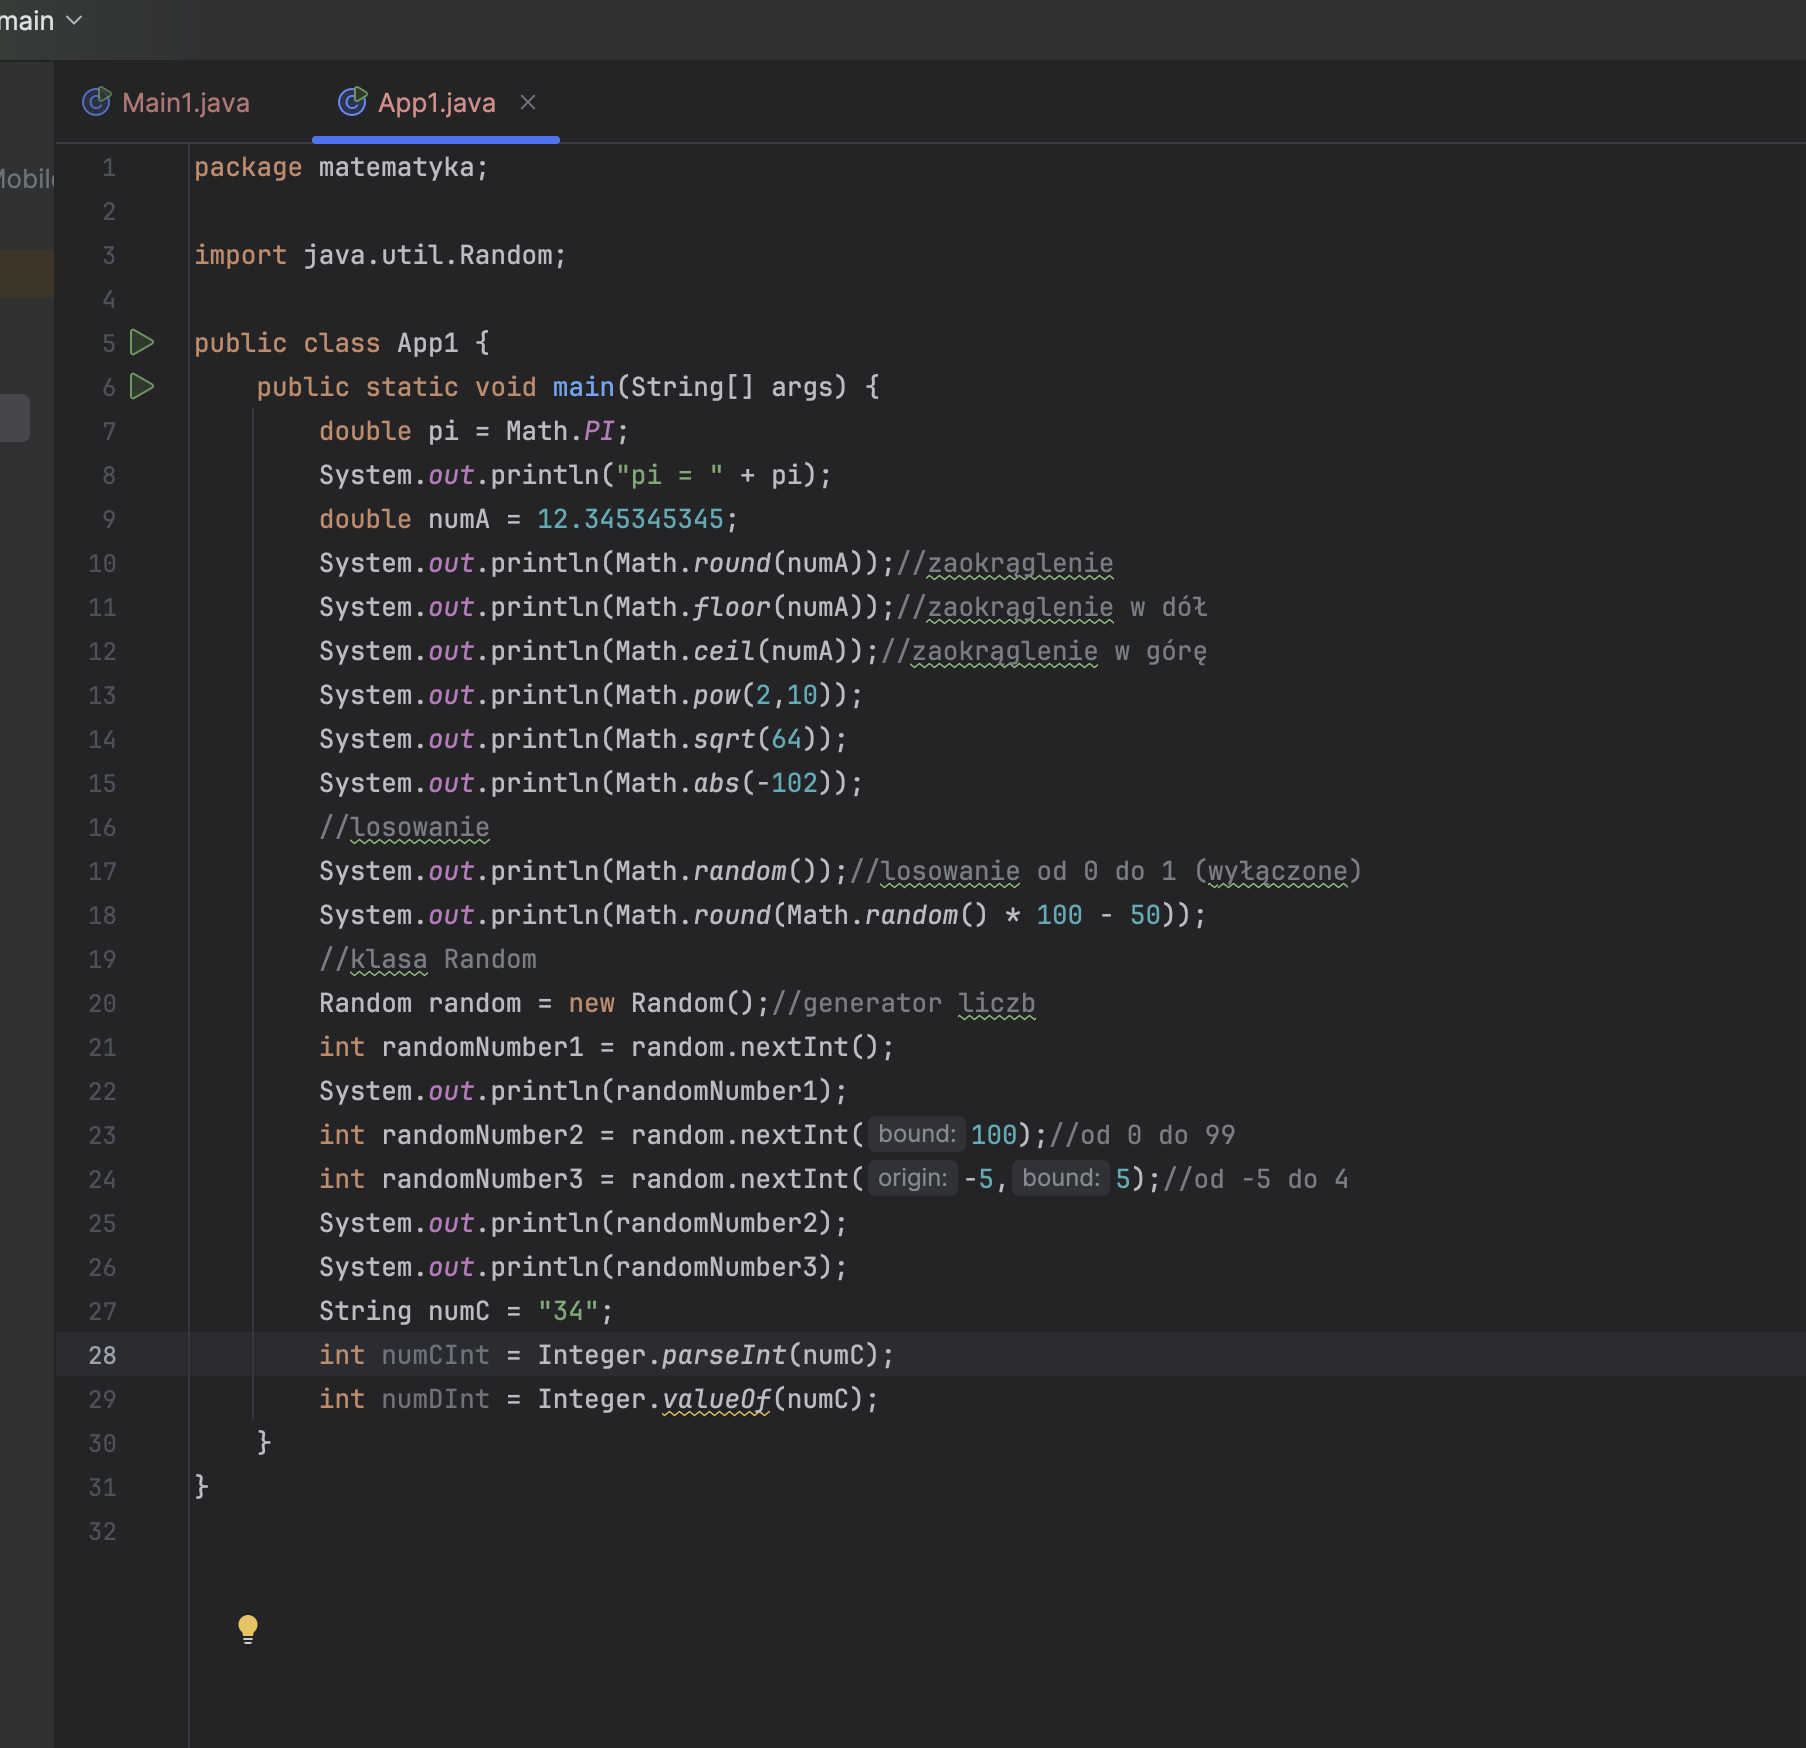 main
Main1.java
App1.java
1 package matematyka;
2
3 import java.util.Random;
4
5 public class App1 {
6 public static void main(String[] args) {
7 double pi = Math.PI;
8 System.out.println("pi = " + pi);
9 double numA = 12.345345345;
10 System.out.println(Math.round(numA));//zaokrąglenie
11 System.out.println(Math.floor(numA));//zaokrąglenie w dół
12 System.out.println(Math.ceil(numA));//zaokrąglenie w górę
13 System.out.println(Math.pow(2,10));
14 System.out.println(Math.sqrt(64));
15 System.out.println(Math.abs(-102));
16 //losowanie
17 System.out.println(Math.random());//losowanie od 0 do 1 (wyłączone)
18 System.out.println(Math.round(Math.random() * 100 - 50));
19 //klasa Random
20 Random random = new Random();//generator liczb
21 int randomNumber1 = random.nextInt();
22 System.out.println(randomNumber1);
23 int randomNumber2 = random.nextInt( bound: 100);//od 0 do 99
24 int randomNumber3 = random.nextInt( origin: -5, bound: 5);//od -5 do 4
25 System.out.println(randomNumber2);
26 System.out.println(randomNumber3);
27 String numC = "34";
28 int numCInt = Integer.parseInt(numC);
29 int numDInt = Integer.valueOf(numC);
30 }
31 }
32